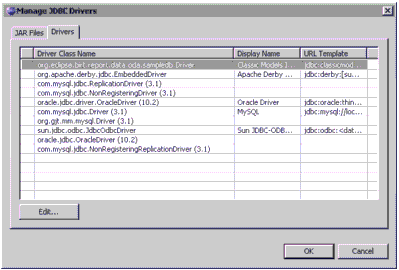 Manage JDBC Drivers
JAR Files Drivers
Driver Class Name Display Name URL Template
org.eclipse.birt.report.data.oda.sampledb.Driver Classic Models J... jdbc:classicmod...
org.apache.derby.jdbc.EmbeddedDriver Apache Derby ... jdbc:derby:[su...
com.mysql.jdbc.ReplicationDriver (3.1)
com.mysql.jdbc.NonRegisteringDriver (3.1)
oracle.jdbc.driver.OracleDriver (10.2) Oracle Driver jdbc:oracle:thin...
com.mysql.jdbc.Driver (3.1) MySQL jdbc:mysql://loc...
org.gjt.mm.mysql.Driver (3.1)
sun.jdbc.odbc.JdbcOdbcDriver Sun JDBC-ODB... jdbc:odbc:<dat...
oracle.jdbc.OracleDriver (10.2)
com.mysql.jdbc.NonRegisteringReplicationDriver (3.1)
Edit...
OK Cancel